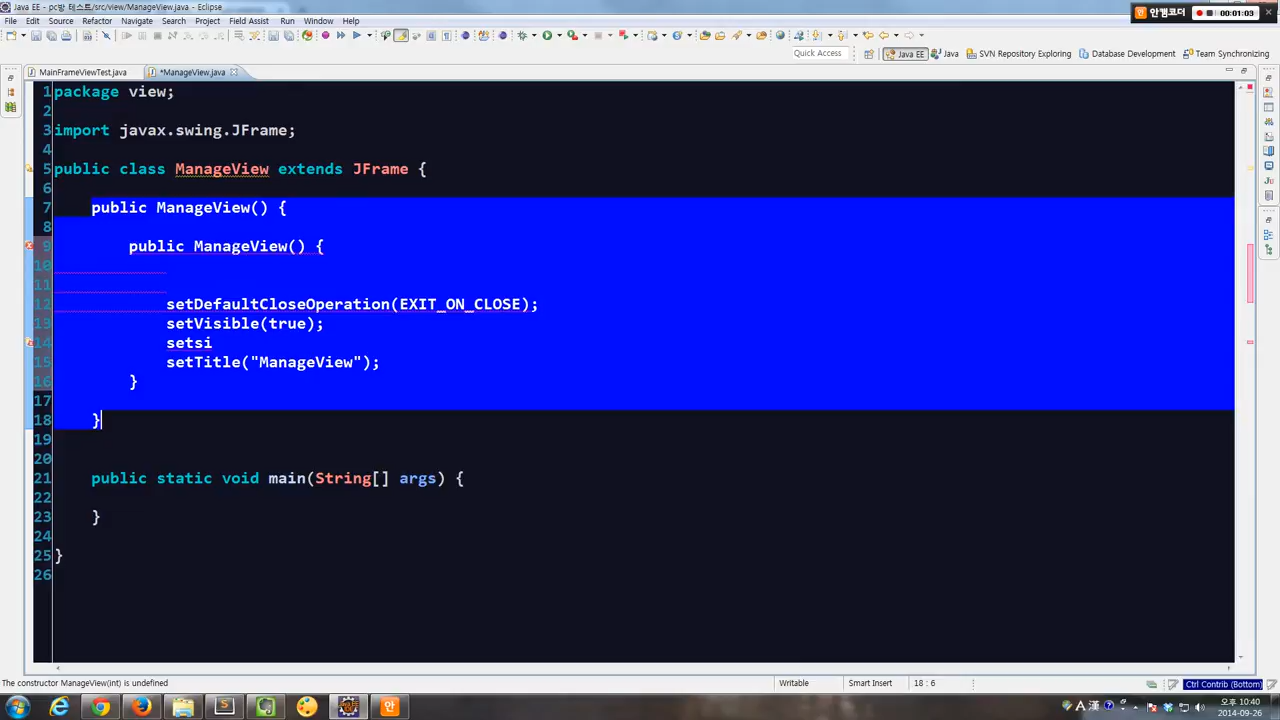 Java EE - pc방 테스트/src/view/ManageView.java - Eclipse
안캠코더 00:01:03
File Edit Source Refactor Navigate Search Project Field Assist Run Window Help
Quick Access Java EE Java SVN Repository Exploring Database Development Team Synchronizing
MainFrameViewTest.java *ManageView.java
1 package view;
2
3 import javax.swing.JFrame;
4
5 public class ManageView extends JFrame {
6
7 public ManageView() {
8
9 public ManageView() {
10
11
12 setDefaultCloseOperation(EXIT_ON_CLOSE);
13 setVisible(true);
14 setsi
15 setTitle("ManageView");
16 }
17
18 }
19
20
21 public static void main(String[] args) {
22
23 }
24
25 }
26
The constructor ManageView(int) is undefined Writable Smart Insert 18 : 6 Ctrl Contrib (Bottom)
안 A 漢 오후 10:40
2014-09-26